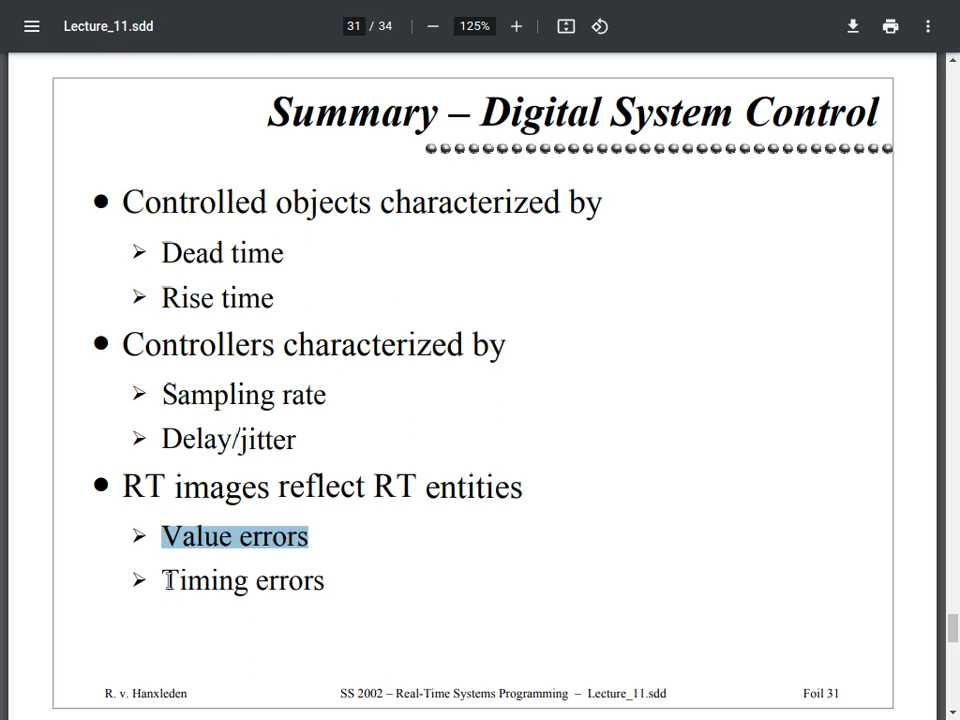 Lecture_11.sdd
31 / 34
125%
Summary – Digital System Control
● Controlled objects characterized by
➢ Dead time
➢ Rise time
● Controllers characterized by
➢ Sampling rate
➢ Delay/jitter
● RT images reflect RT entities
➢ Value errors
➢ Timing errors
R. v. Hanxleden
SS 2002 – Real-Time Systems Programming – Lecture_11.sdd
Foil 31